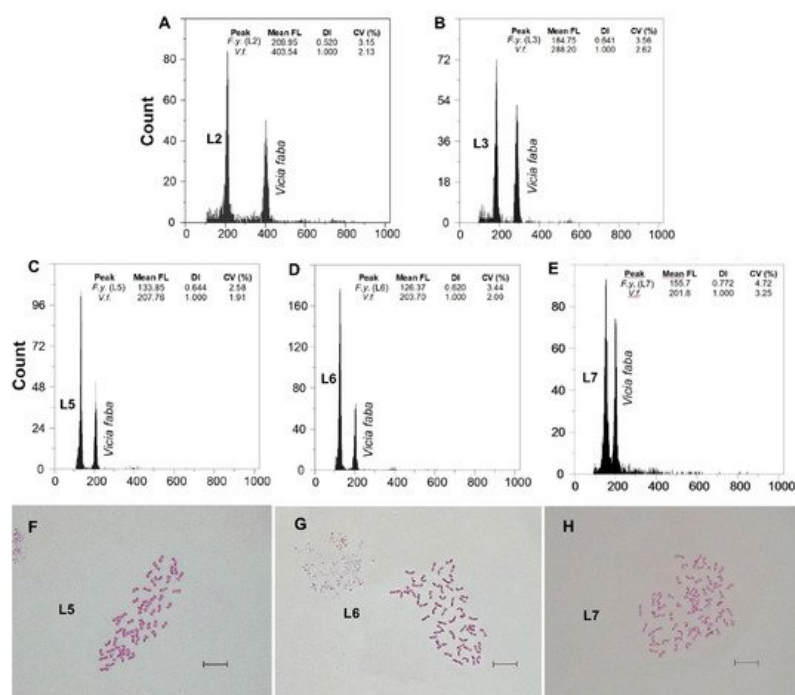 A
Peak Mean FL DI CV (%)
F.y. (L2) 209.95 0.520 3.15
V.f. 403.54 1.000 2.13
80
60
40
20
0
Count
L2
Vicia faba
0 200 400 600 800 1000
B
Peak Mean FL DI CV (%)
F.y. (L3) 184.75 0.641 3.56
V.f. 288.20 1.000 2.62
72
54
36
18
0
L3
Vicia faba
0 200 400 600 800 1000
C
Peak Mean FL DI CV (%)
F.y. (L5) 133.85 0.644 2.58
V.f. 207.76 1.000 1.91
96
72
48
24
0
Count
L5
Vicia faba
0 200 400 600 800 1000
D
Peak Mean FL DI CV (%)
F.y. (L6) 126.37 0.620 3.44
V.f. 203.70 1.000 2.00
160
120
80
40
0
L6
Vicia faba
0 200 400 600 800 1000
E
Peak Mean FL DI CV (%)
F.y. (L7) 155.7 0.772 4.72
V.f. 201.8 1.000 3.25
80
60
40
20
0
L7
Vicia faba
0 200 400 600 800 1000
F
L5
G
L6
H
L7